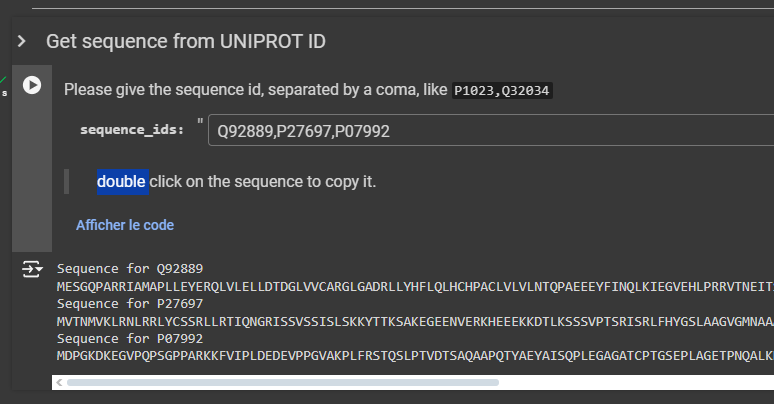 Get sequence from UNIPROT ID
s
Please give the sequence id, separated by a coma, like P1023,Q32034
sequence_ids: " Q92889,P27697,P07992
double click on the sequence to copy it.
Afficher le code
Sequence for Q92889
MESGQPARRIAMAPLLEYERQLVLELLDTDGLVVCARGLGADRLLYHFLQLHCHPACLVLVLNTQPAEEEYFINQLKIEGVEHLPRRVTNEIT
Sequence for P27697
MVTNMVKLRNLRRLYCSSRLLRTIQNGRISSVSSISLSKKYTTKSAKEGEENVERKHEEEKKDTLKSSSVPTSRISRLFHYGSLAAGVGMNAA
Sequence for P07992
MDPGKDKEGVPQPSGPPARKKFVIPLDEDEVPPGVAKPLFRSTQSLPTVDTSAQAAPQTYAEYAISQPLEGAGATCPTGSEPLAGETPNQALK